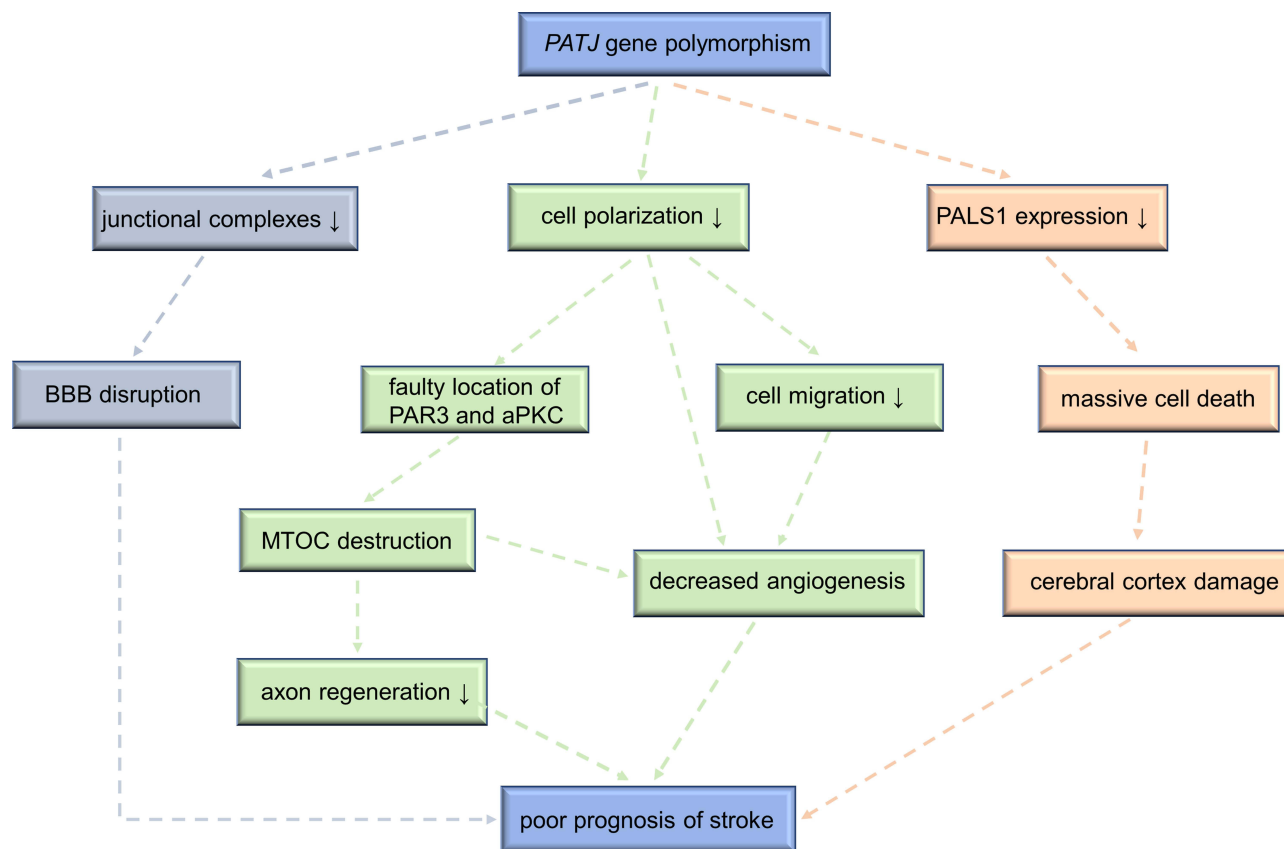 PATJ gene polymorphism
junctional complexes ↓
cell polarization ↓
PALS1 expression ↓
BBB disruption
faulty location of
PAR3 and aPKC
cell migration ↓
massive cell death
MTOC destruction
decreased angiogenesis
cerebral cortex damage
axon regeneration ↓
poor prognosis of stroke